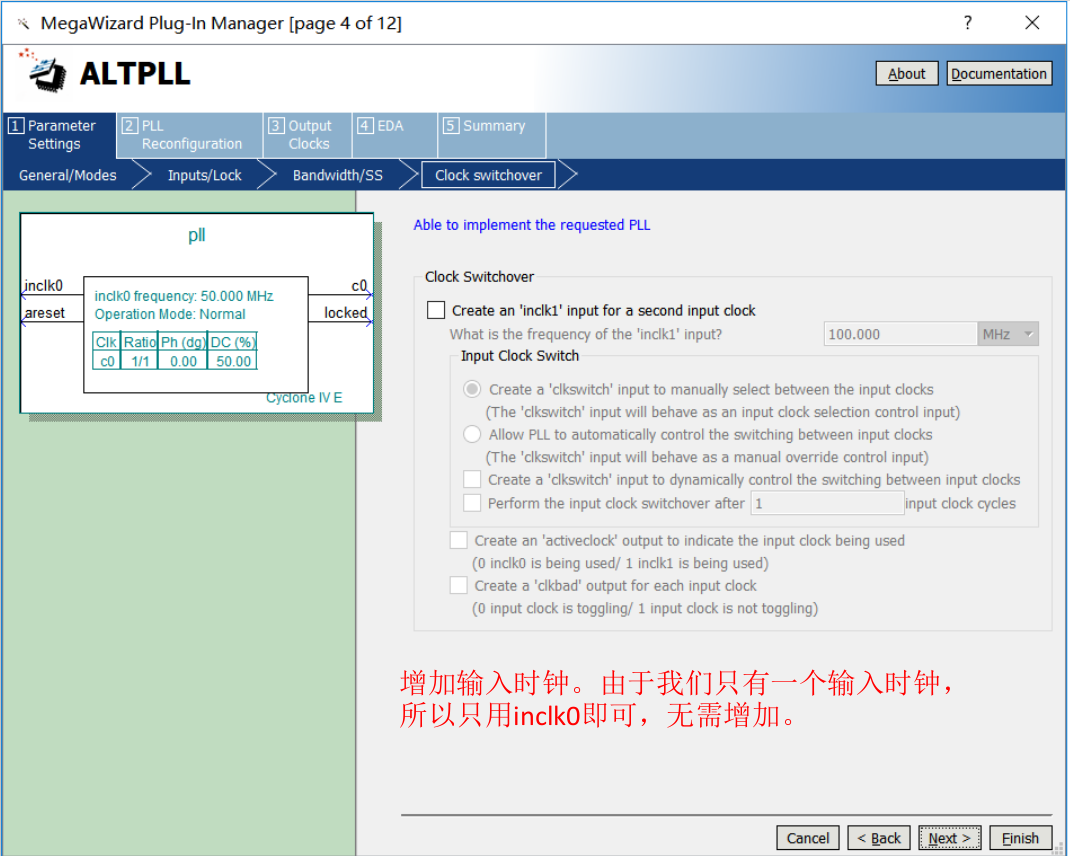 MegaWizard Plug-In Manager [page 4 of 12]
?
ALTPLL
About
Documentation
1 Parameter
Settings
2 PLL
Reconfiguration
3 Output
Clocks
4 EDA
5 Summary
General/Modes
Inputs/Lock
Bandwidth/SS
Clock switchover
pll
inclk0
areset
c0
locked
inclk0 frequency: 50.000 MHz
Operation Mode: Normal
Clk Ratio Ph (dg) DC (%)
c0 1/1 0.00 50.00
Cyclone IV E
Able to implement the requested PLL
Clock Switchover
Create an 'inclk1' input for a second input clock
What is the frequency of the 'inclk1' input? 100.000 MHz
Input Clock Switch
Create a 'clkswitch' input to manually select between the input clocks
(The 'clkswitch' input will behave as an input clock selection control input)
Allow PLL to automatically control the switching between input clocks
(The 'clkswitch' input will behave as a manual override control input)
Create a 'clkswitch' input to dynamically control the switching between input clocks
Perform the input clock switchover after 1 input clock cycles
Create an 'activeclock' output to indicate the input clock being used
(0 inclk0 is being used/ 1 inclk1 is being used)
Create a 'clkbad' output for each input clock
(0 input clock is toggling/ 1 input clock is not toggling)
增加输入时钟。由于我们只有一个输入时钟，
所以只用inclk0即可，无需增加。
Cancel
< Back
Next >
Finish